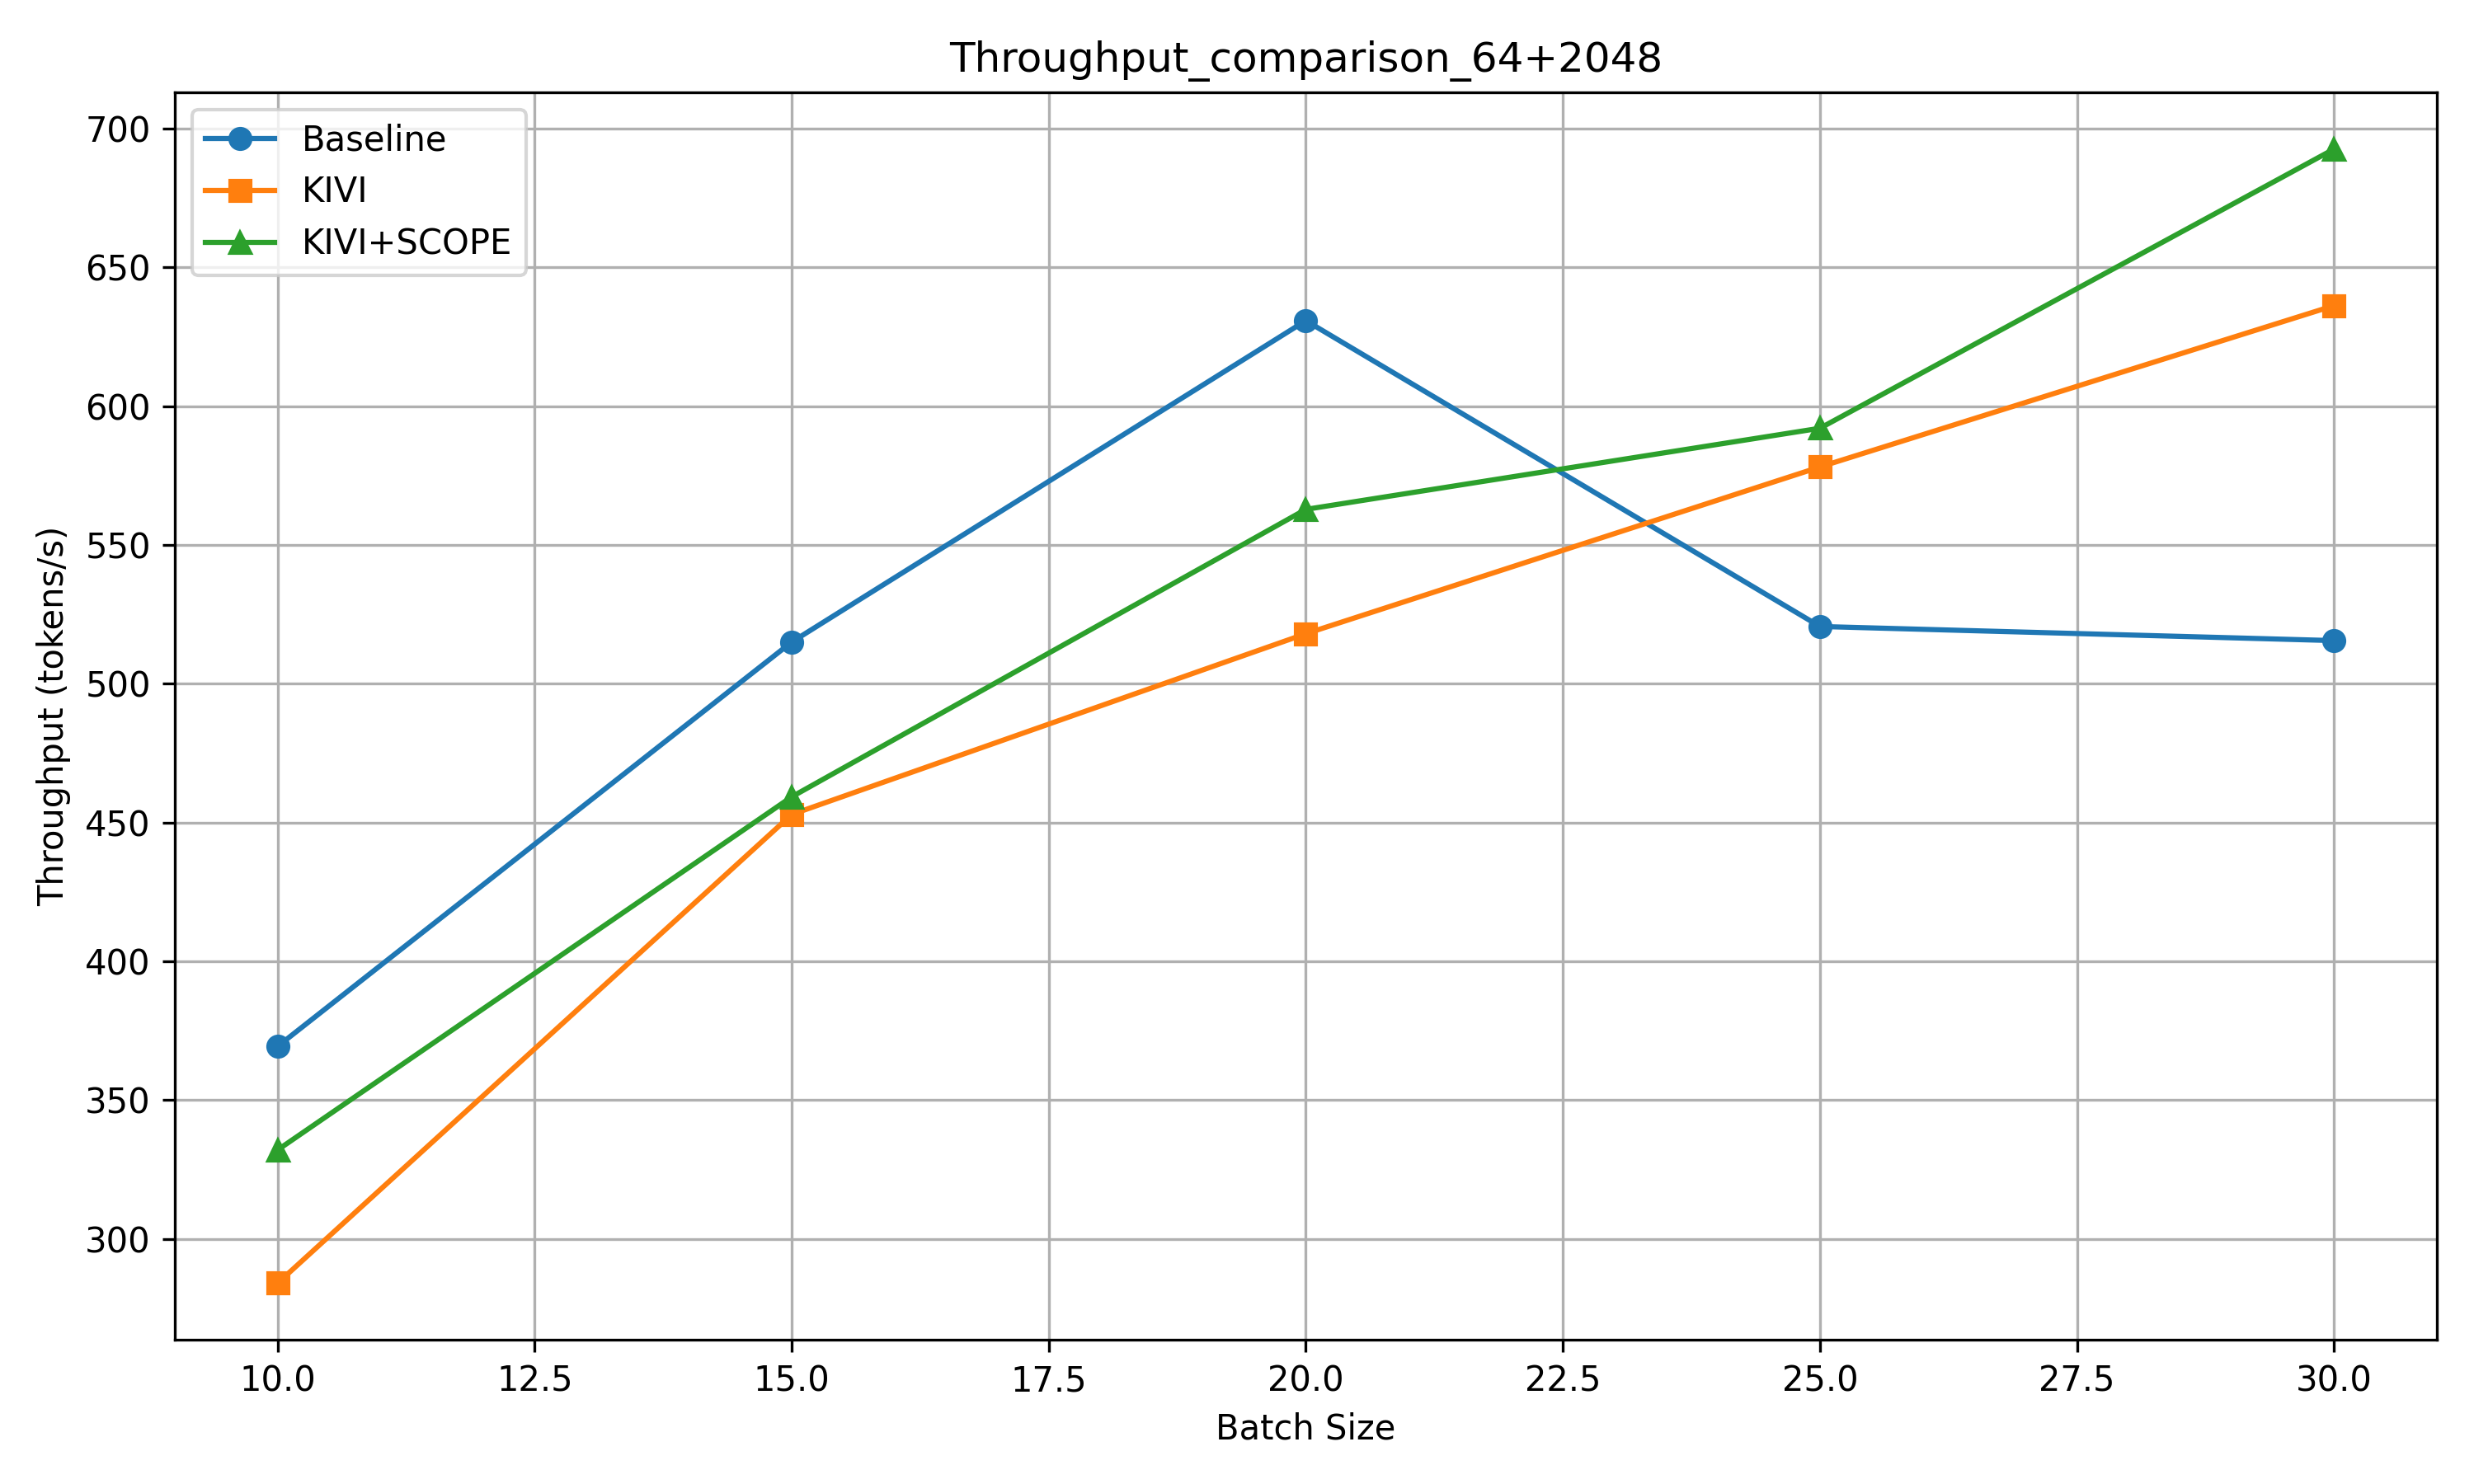 Throughput_comparison_64+2048
Baseline
KIVI
KIVI+SCOPE
Throughput (tokens/s)
700
650
600
550
500
450
400
350
300
10.0 12.5 15.0 17.5 20.0 22.5 25.0 27.5 30.0
Batch Size